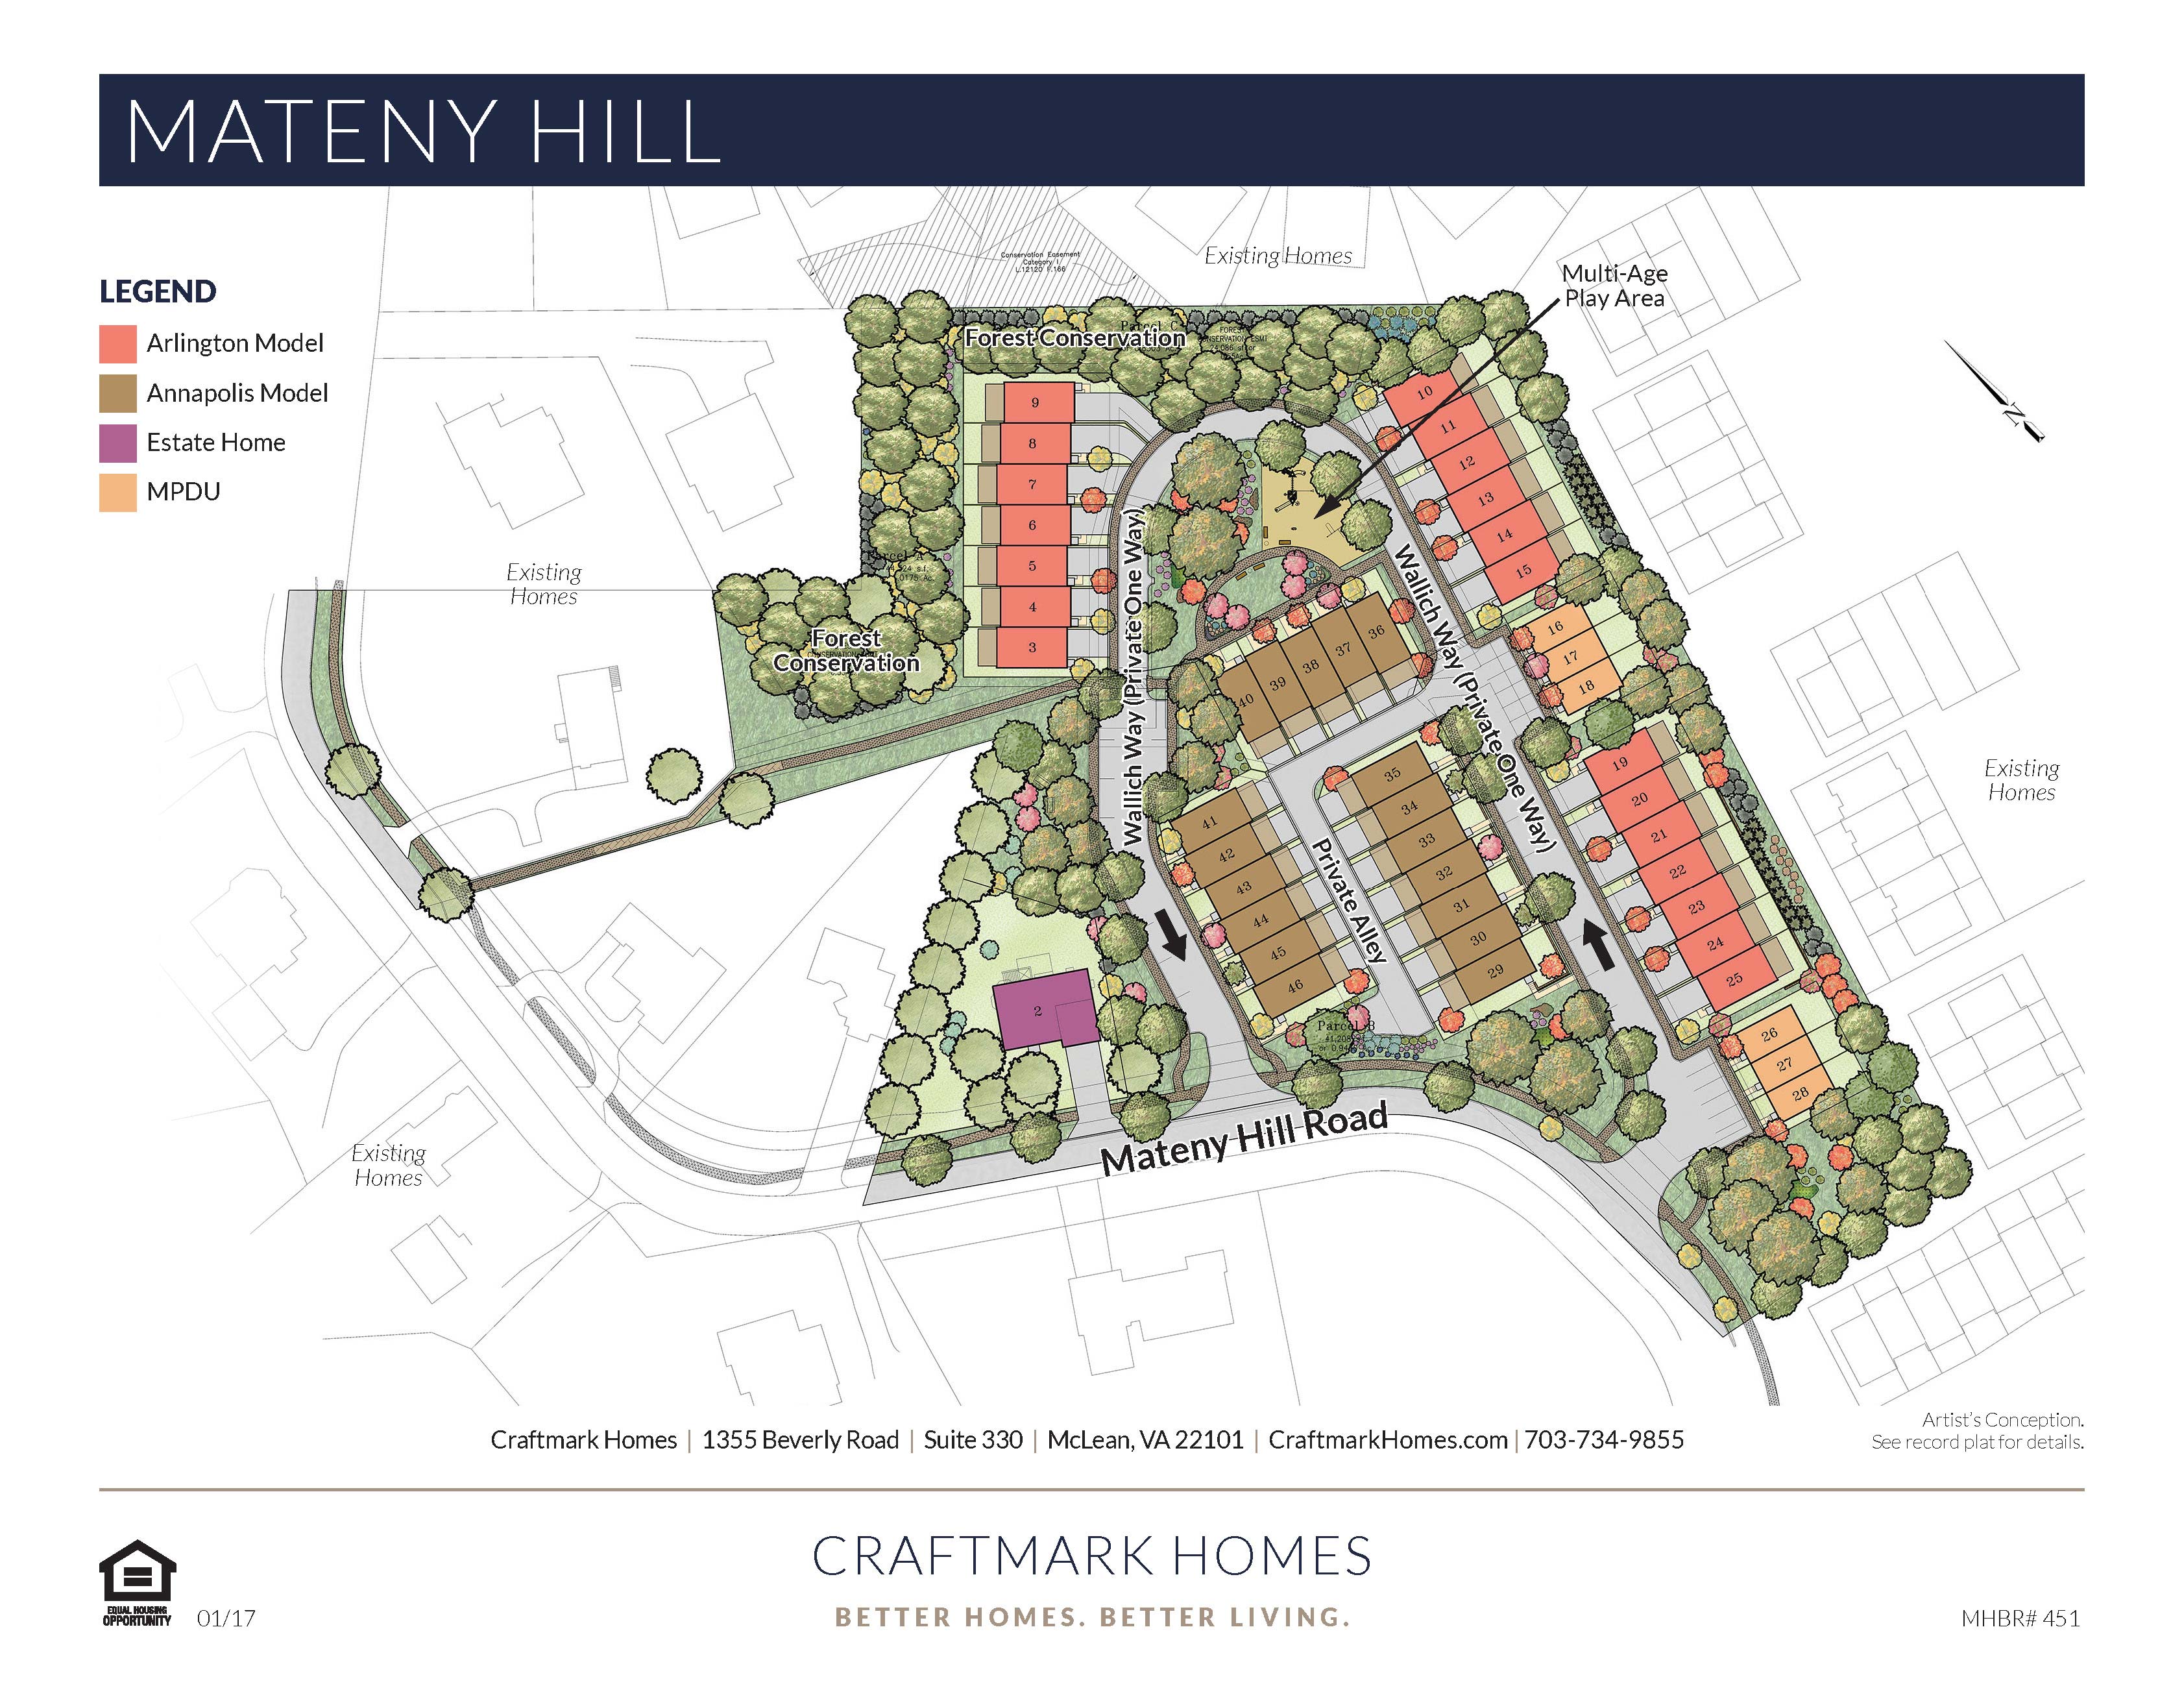 MATENY HILL
LEGEND
Arlington Model
Annapolis Model
Estate Home
MPDU
Conservation Easement
Category I
L.12120 F.166
Existing Homes
Multi-Age
Play Area
Forest Conservation
Existing
Homes
Forest
Conservation
Wallich Way (Private One Way)
Wallich Way (Private One Way)
Private Alley
Existing
Homes
Existing
Homes
Mateny Hill Road
Parcel B
N
2
3
4
5
6
7
8
9
10
11
12
13
14
15
16
17
18
19
20
21
22
23
24
25
26
27
28
29
30
31
32
33
34
35
36
37
38
39
40
41
42
43
44
45
46
Artist's Conception.
See record plat for details.
Craftmark Homes | 1355 Beverly Road | Suite 330 | McLean, VA 22101 | CraftmarkHomes.com | 703-734-9855
CRAFTMARK HOMES
BETTER HOMES. BETTER LIVING.
EQUAL HOUSING
OPPORTUNITY
01/17
MHBR# 451